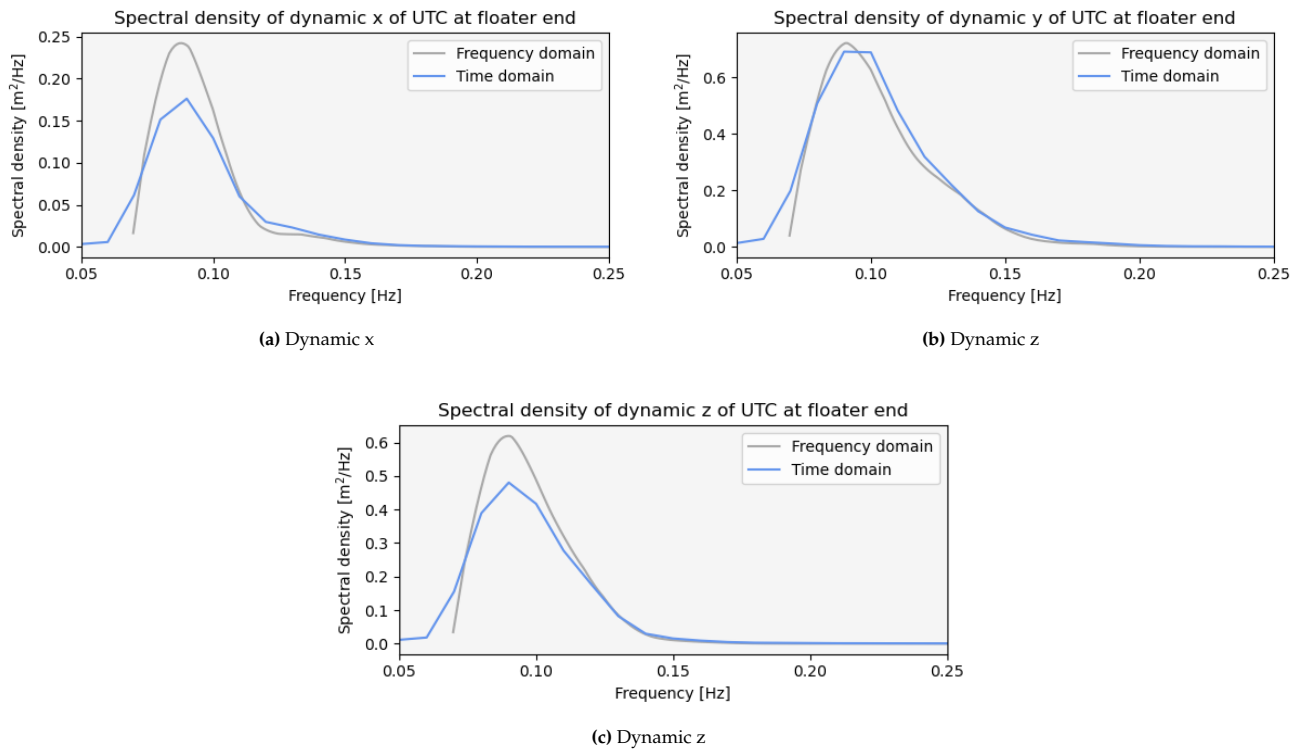 Spectral density of dynamic x of UTC at floater end
Spectral density [m²/Hz]
0.25
0.20
0.15
0.10
0.05
0.00
Frequency domain
Time domain
0.05 0.10 0.15 0.20 0.25
Frequency [Hz]
(a) Dynamic x
Spectral density of dynamic y of UTC at floater end
Spectral density [m²/Hz]
0.6
0.4
0.2
0.0
Frequency domain
Time domain
0.05 0.10 0.15 0.20 0.25
Frequency [Hz]
(b) Dynamic z
Spectral density of dynamic z of UTC at floater end
Spectral density [m²/Hz]
0.6
0.5
0.4
0.3
0.2
0.1
0.0
Frequency domain
Time domain
0.05 0.10 0.15 0.20 0.25
Frequency [Hz]
(c) Dynamic z